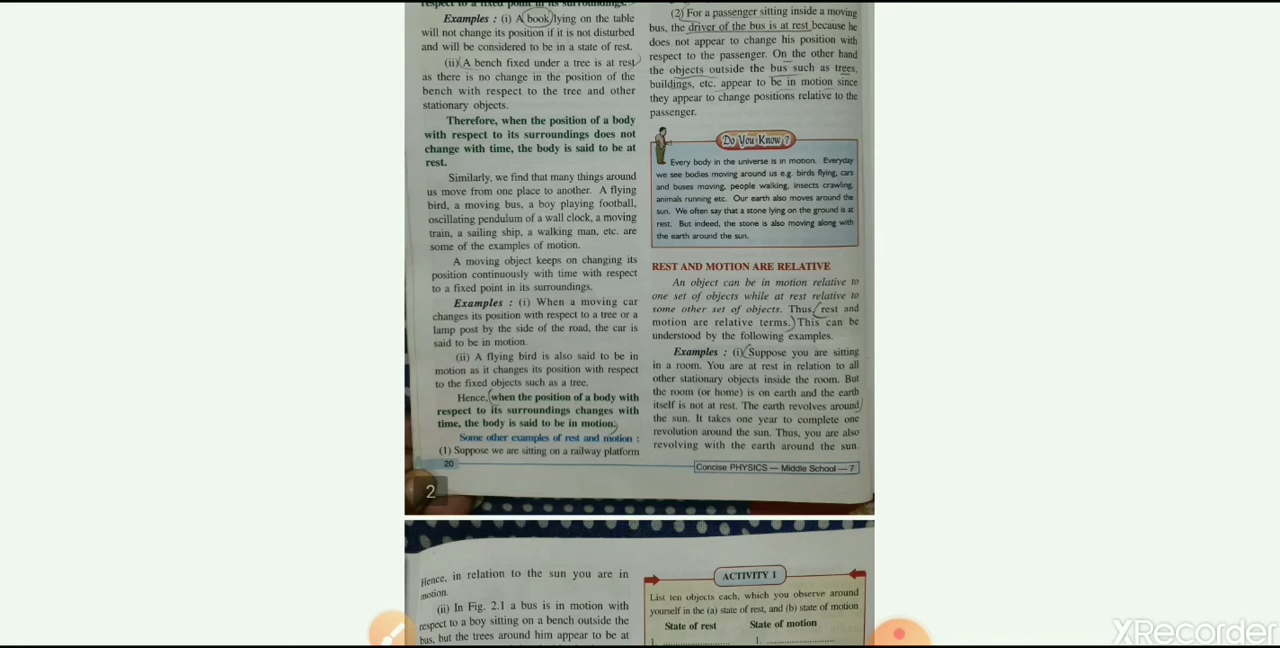 respect to a fixed point in its surroundings.
Examples : (i) A book lying on the table
will not change its position if it is not disturbed
and will be considered to be in a state of rest.
(ii) A bench fixed under a tree is at rest
as there is no change in the position of the
bench with respect to the tree and other
stationary objects.
Therefore, when the position of a body
with respect to its surroundings does not
change with time, the body is said to be at
rest.
Similarly, we find that many things around
us move from one place to another. A flying
bird, a moving bus, a boy playing football,
oscillating pendulum of a wall clock, a moving
train, a sailing ship, a walking man, etc. are
some of the examples of motion.
A moving object keeps on changing its
position continuously with time with respect
to a fixed point in its surroundings.
Examples : (i) When a moving car
changes its position with respect to a tree or a
lamp post by the side of the road, the car is
said to be in motion.
(ii) A flying bird is also said to be in
motion as it changes its position with respect
to the fixed objects such as a tree.
Hence, when the position of a body with
respect to its surroundings changes with
time, the body is said to be in motion.
Some other examples of rest and motion :
(1) Suppose we are sitting on a railway platform
20
(2) For a passenger sitting inside a moving
bus, the driver of the bus is at rest because he
does not appear to change his position with
respect to the passenger. On the other hand
the objects outside the bus such as trees,
buildings, etc. appear to be in motion since
they appear to change positions relative to the
passenger.
Do You Know ?
Every body in the universe is in motion. Everyday
we see bodies moving around us e.g. birds flying, cars
and buses moving, people walking, insects crawling,
animals running etc. Our earth also moves around the
sun. We often say that a stone lying on the ground is at
rest. But indeed, the stone is also moving along with
the earth around the sun.
REST AND MOTION ARE RELATIVE
An object can be in motion relative to
one set of objects while at rest relative to
some other set of objects. Thus, rest and
motion are relative terms. This can be
understood by the following examples.
Examples : (i) Suppose you are sitting
in a room. You are at rest in relation to all
other stationary objects inside the room. But
the room (or home) is on earth and the earth
itself is not at rest. The earth revolves around
the sun. It takes one year to complete one
revolution around the sun. Thus, you are also
revolving with the earth around the sun.
Concise PHYSICS — Middle School — 7
2
Hence, in relation to the sun you are in
motion.
(ii) In Fig. 2.1 a bus is in motion with
respect to a boy sitting on a bench outside the
bus, but the trees around him appear to be at
ACTIVITY 1
List ten objects each, which you observe around
yourself in the (a) state of rest, and (b) state of motion
State of rest State of motion
1. .................... 1. ....................
XRecorder